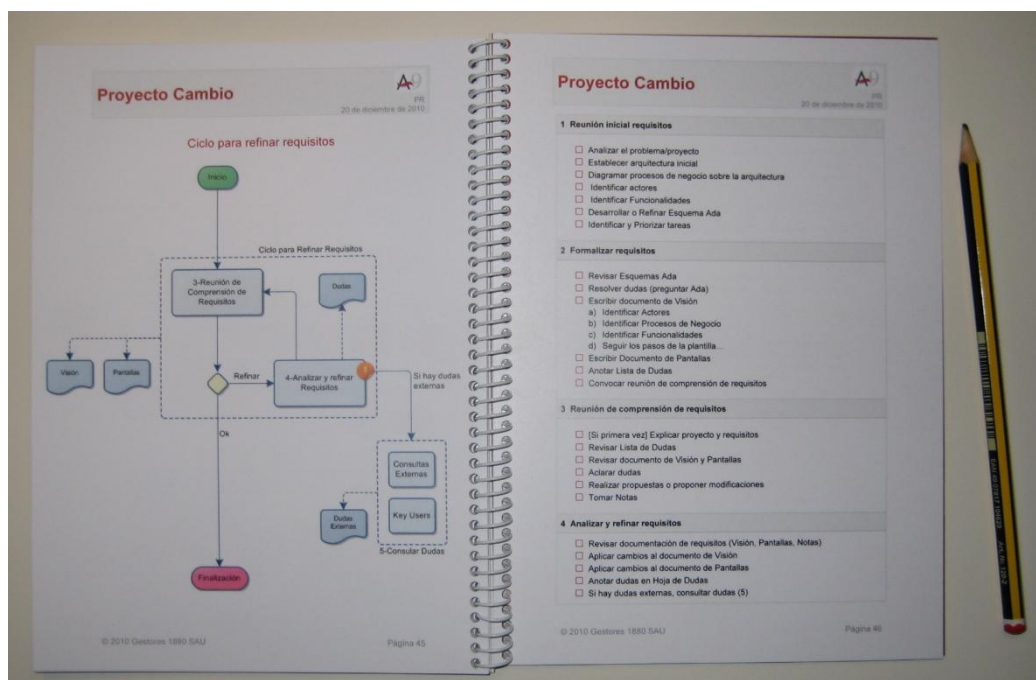 Proyecto Cambio
A9
PR
20 de diciembre de 2010
Ciclo para refinar requisitos
Inicio
Ciclo para Refinar Requisitos
3-Reunión de
Comprensión de
Requisitos
Dudas
Visión
Pantallas
Refinar
4-Analizar y refinar
Requisitos
Si hay dudas
externas
Ok
Consultas
Externas
Key Users
Dudas
Externas
5-Consultar Dudas
Finalización
© 2010 Gestores 1880 SAU
Página 45
Proyecto Cambio
A9
PR
20 de diciembre de 2010
1 Reunión inicial requisitos
Analizar el problema/proyecto
Establecer arquitectura inicial
Diagramar procesos de negocio sobre la arquitectura
Identificar actores
Identificar Funcionalidades
Desarrollar o Refinar Esquema Ada
Identificar y Priorizar tareas
2 Formalizar requisitos
Revisar Esquemas Ada
Resolver dudas (preguntar Ada)
Escribir documento de Visión
a) Identificar Actores
b) Identificar Procesos de Negocio
c) Identificar Funcionalidades
d) Seguir los pasos de la plantilla...
Escribir Documento de Pantallas
Anotar Lista de Dudas
Convocar reunión de comprensión de requisitos
3 Reunión de comprensión de requisitos
[Si primera vez] Explicar proyecto y requisitos
Revisar Lista de Dudas
Revisar documento de Visión y Pantallas
Aclarar dudas
Realizar propuestas o proponer modificaciones
Tomar Notas
4 Analizar y refinar requisitos
Revisar documentación de requisitos (Visión, Pantallas, Notas)
Aplicar cambios al documento de Visión
Aplicar cambios al documento de Pantallas
Anotar dudas en Hoja de Dudas
Si hay dudas externas, consultar dudas (5)
© 2010 Gestores 1880 SAU
Página 46